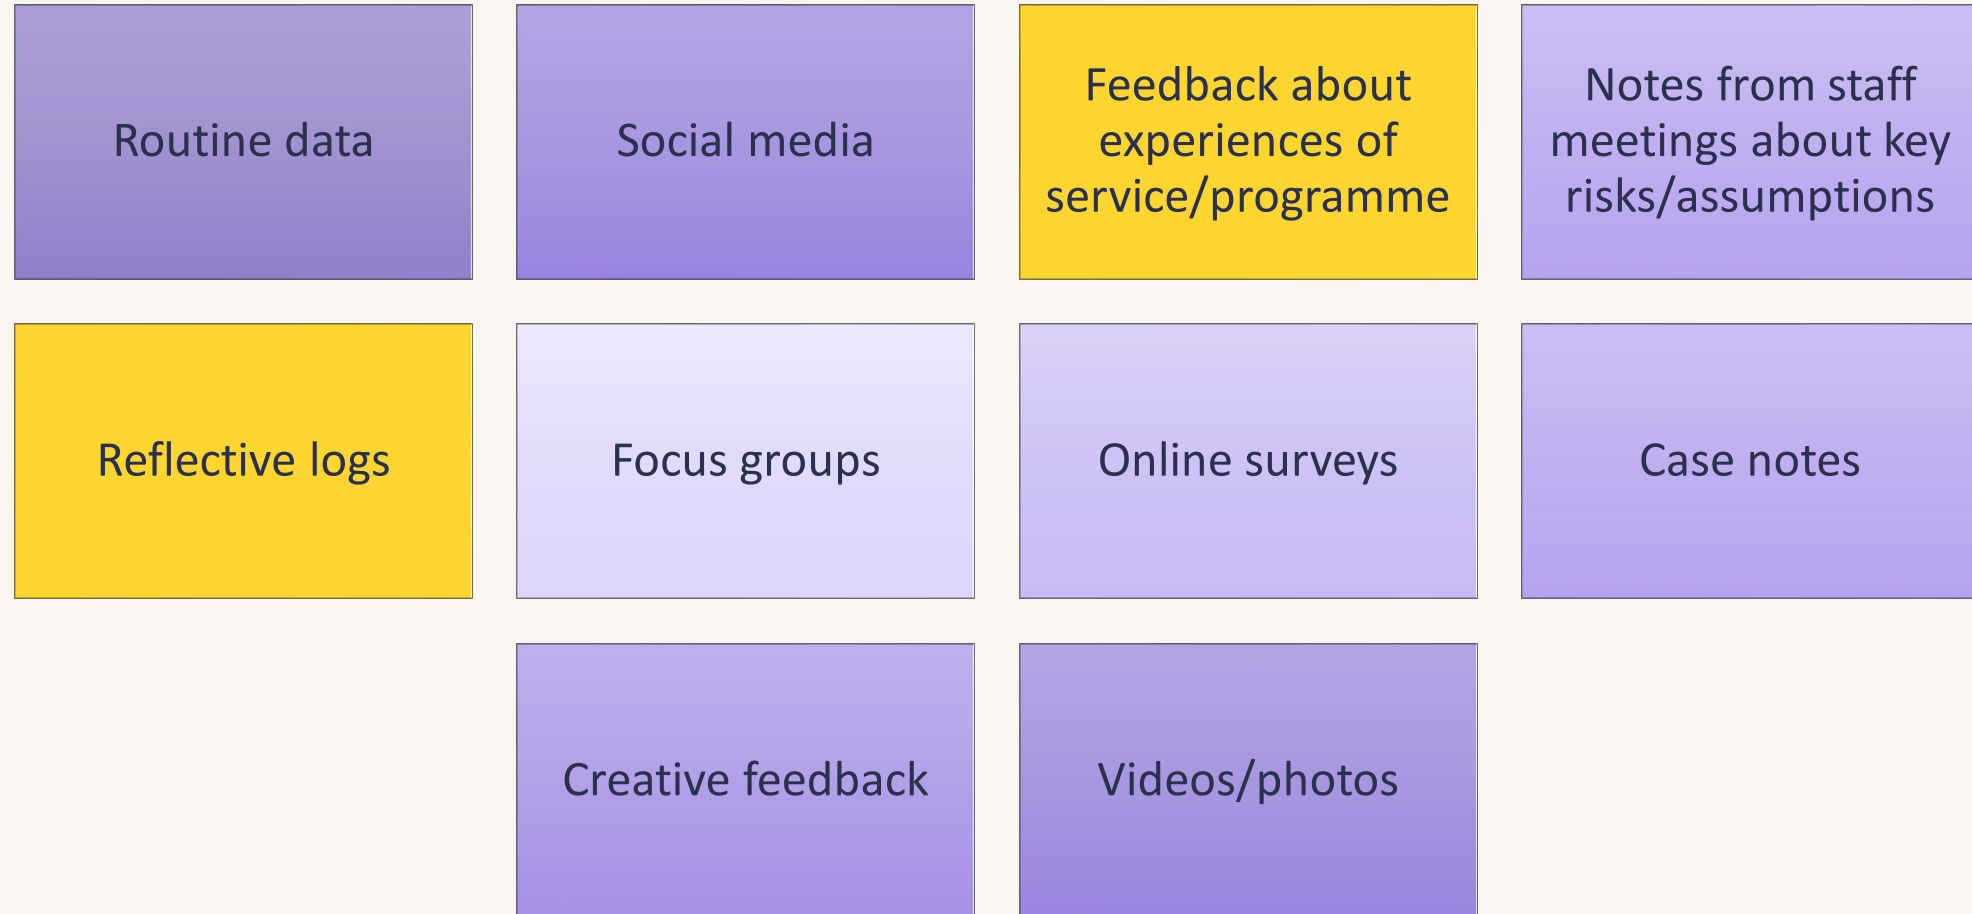 Routine data
Social media
Feedback about
experiences of
service/programme
Notes from staff
meetings about key
risks/assumptions
Reflective logs
Focus groups
Online surveys
Case notes
Creative feedback
Videos/photos